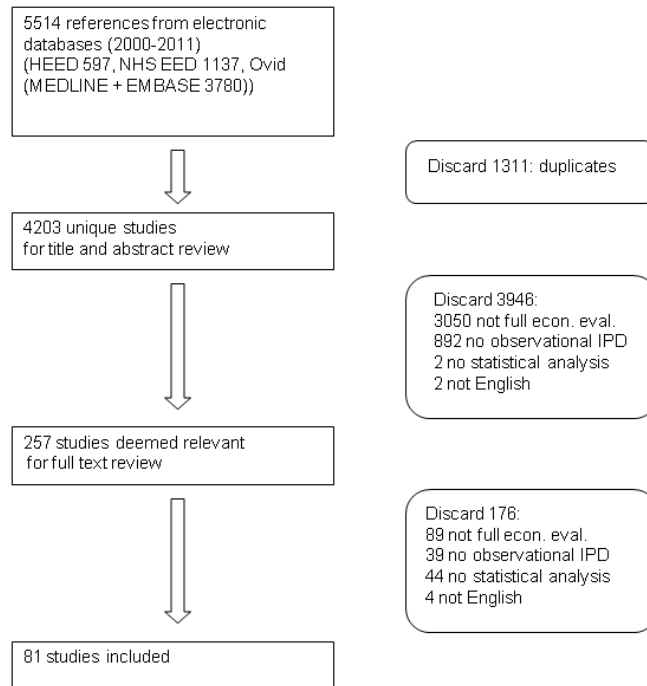 5514 references from electronic
databases (2000-2011)
(HEED 597, NHS EED 1137, Ovid
(MEDLINE + EMBASE 3780))
Discard 1311: duplicates
4203 unique studies
for title and abstract review
Discard 3946:
3050 not full econ. eval.
892 no observational IPD
2 no statistical analysis
2 not English
257 studies deemed relevant
for full text review
Discard 176:
89 not full econ. eval.
39 no observational IPD
44 no statistical analysis
4 not English
81 studies included